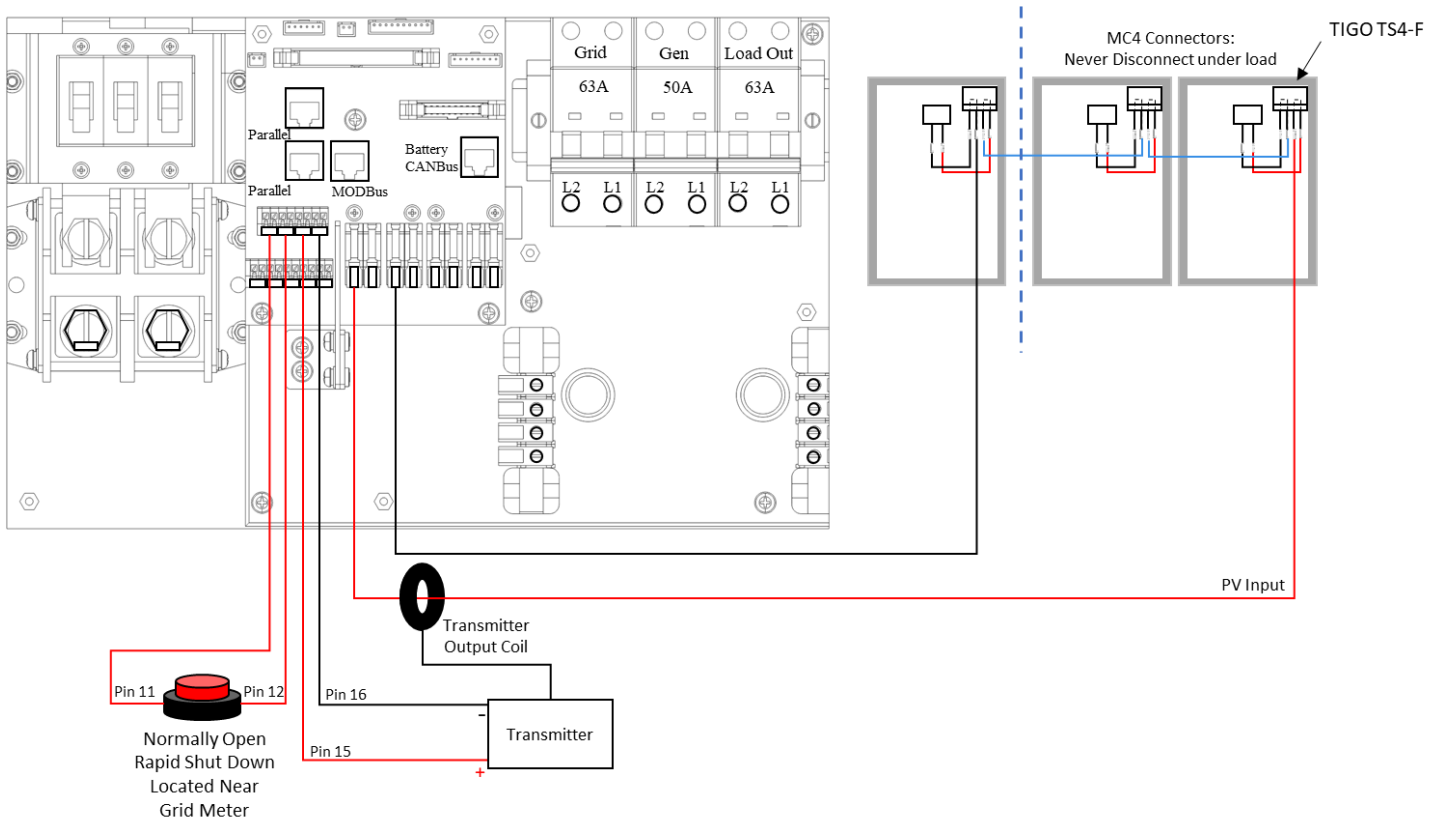 Grid
Gen
Load Out
63A
50A
63A
L2
L1
L2
L1
L2
L1
Parallel
Parallel
MODBus
Battery
CANBus
MC4 Connectors:
Never Disconnect under load
TIGO TS4-F
PV Input
Transmitter
Output Coil
Pin 11
Pin 12
Pin 16
Pin 15
-
+
Transmitter
Normally Open
Rapid Shut Down
Located Near
Grid Meter